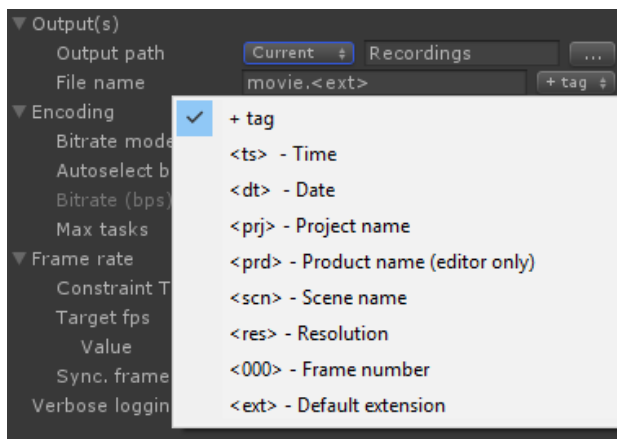 Output(s)
Output path Current Recordings ...
File name movie.<ext> + tag
Encoding
+ tag
Bitrate mode
<ts> - Time
Autoselect b
<dt> - Date
Bitrate (bps)
<prj> - Project name
Max tasks
<prd> - Product name (editor only)
Frame rate
<scn> - Scene name
Constraint T
<res> - Resolution
Target fps
Value
<000> - Frame number
Sync. frame
<ext> - Default extension
Verbose loggin